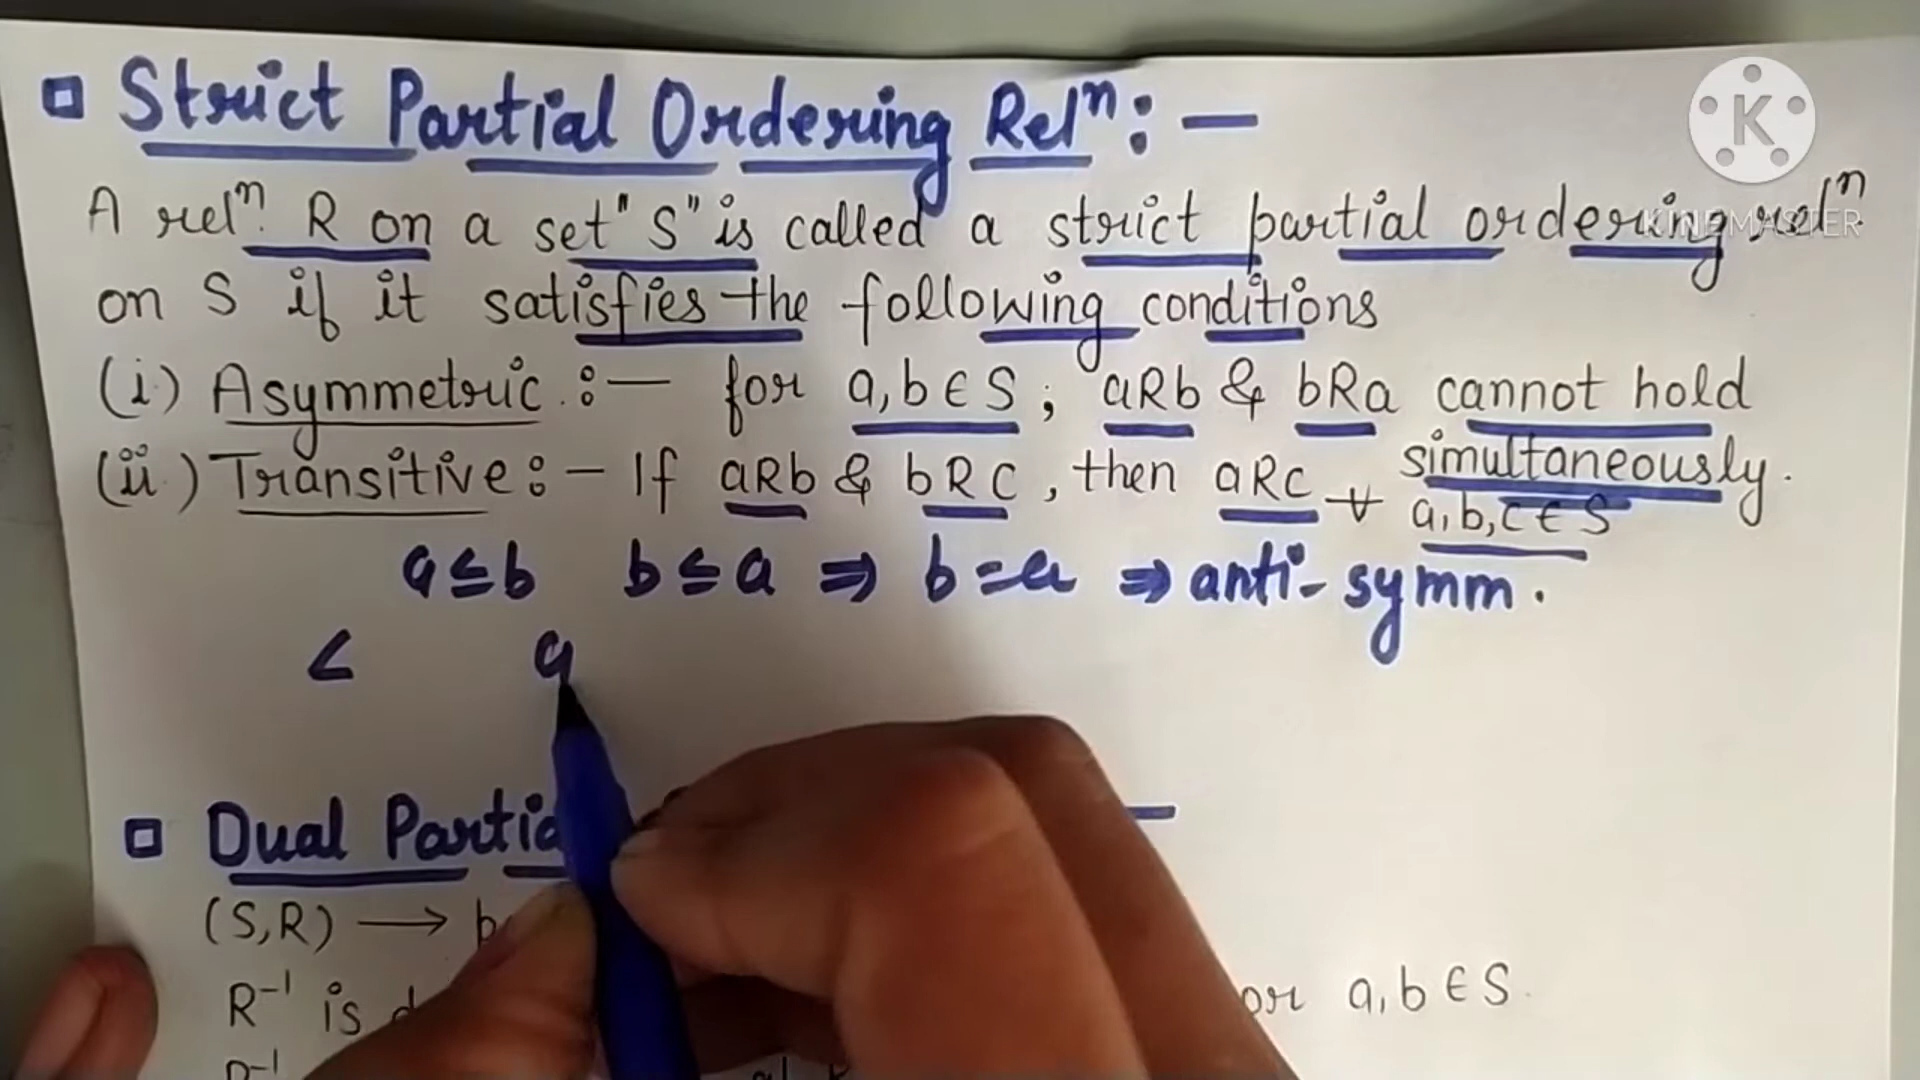 Strict Partial Ordering Relⁿ :—
A relⁿ. R on a set "S" is called a strict partial ordering relⁿ
on S if it satisfies the following conditions
(i) Asymmetric :— for a,b ∈ S ; aRb & bRa cannot hold
simultaneously.
(ii) Transitive :— If aRb & bRc , then aRc ∀ a,b,c ∈ S
a ≤ b b ≤ a ⇒ b = a ⇒ anti-symm.
< a
Dual —
(S,R) ⟶
R⁻¹ is for a,b ∈ S.
K
KINEMASTER